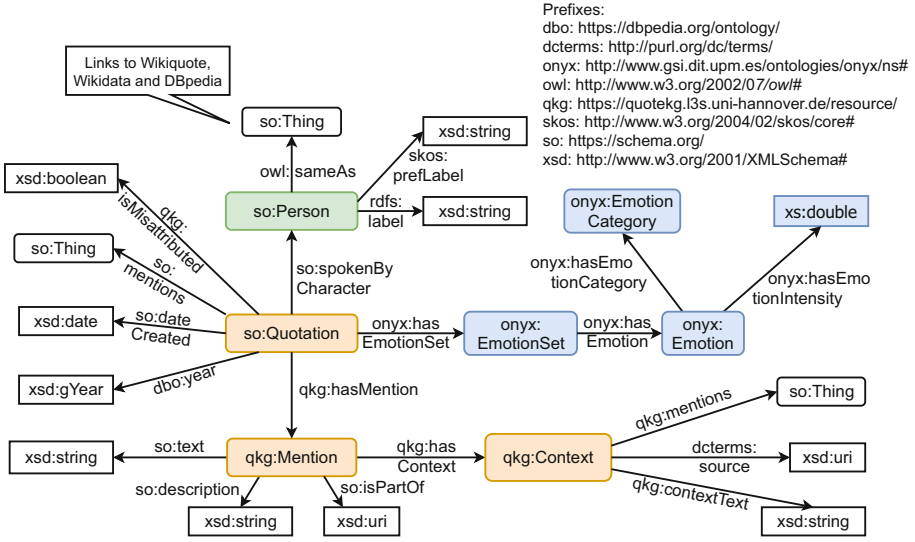 Prefixes:
dbo: https://dbpedia.org/ontology/
dcterms: http://purl.org/dc/terms/
onyx: http://www.gsi.dit.upm.es/ontologies/onyx/ns#
owl: http://www.w3.org/2002/07/owl#
qkg: https://quotekg.l3s.uni-hannover.de/resource/
skos: http://www.w3.org/2004/02/skos/core#
so: https://schema.org/
xsd: http://www.w3.org/2001/XMLSchema#
Links to Wikiquote,
Wikidata and DBpedia
so:Thing
owl: sameAs
skos:
prefLabel
xsd:string
xsd:boolean
qkg:
isMisattributed
so:Person
rdfs:
label
xsd:string
onyx:Emotion
Category
xs:double
so:Thing
so:
mentions
so:spokenBy
Character
onyx:hasEmo
tionCategory
onyx:hasEmo
tionIntensity
xsd:date
so:date
Created
so:Quotation
onyx:has
EmotionSet
onyx:
EmotionSet
onyx:has
Emotion
onyx:
Emotion
xsd:gYear
dbo:year
qkg:hasMention
qkg:mentions
so:Thing
xsd:string
so:text
qkg:Mention
qkg:has
Context
qkg:Context
dcterms:
source
xsd:uri
so:description
so:isPartOf
qkg:contextText
xsd:string
xsd:uri
xsd:string